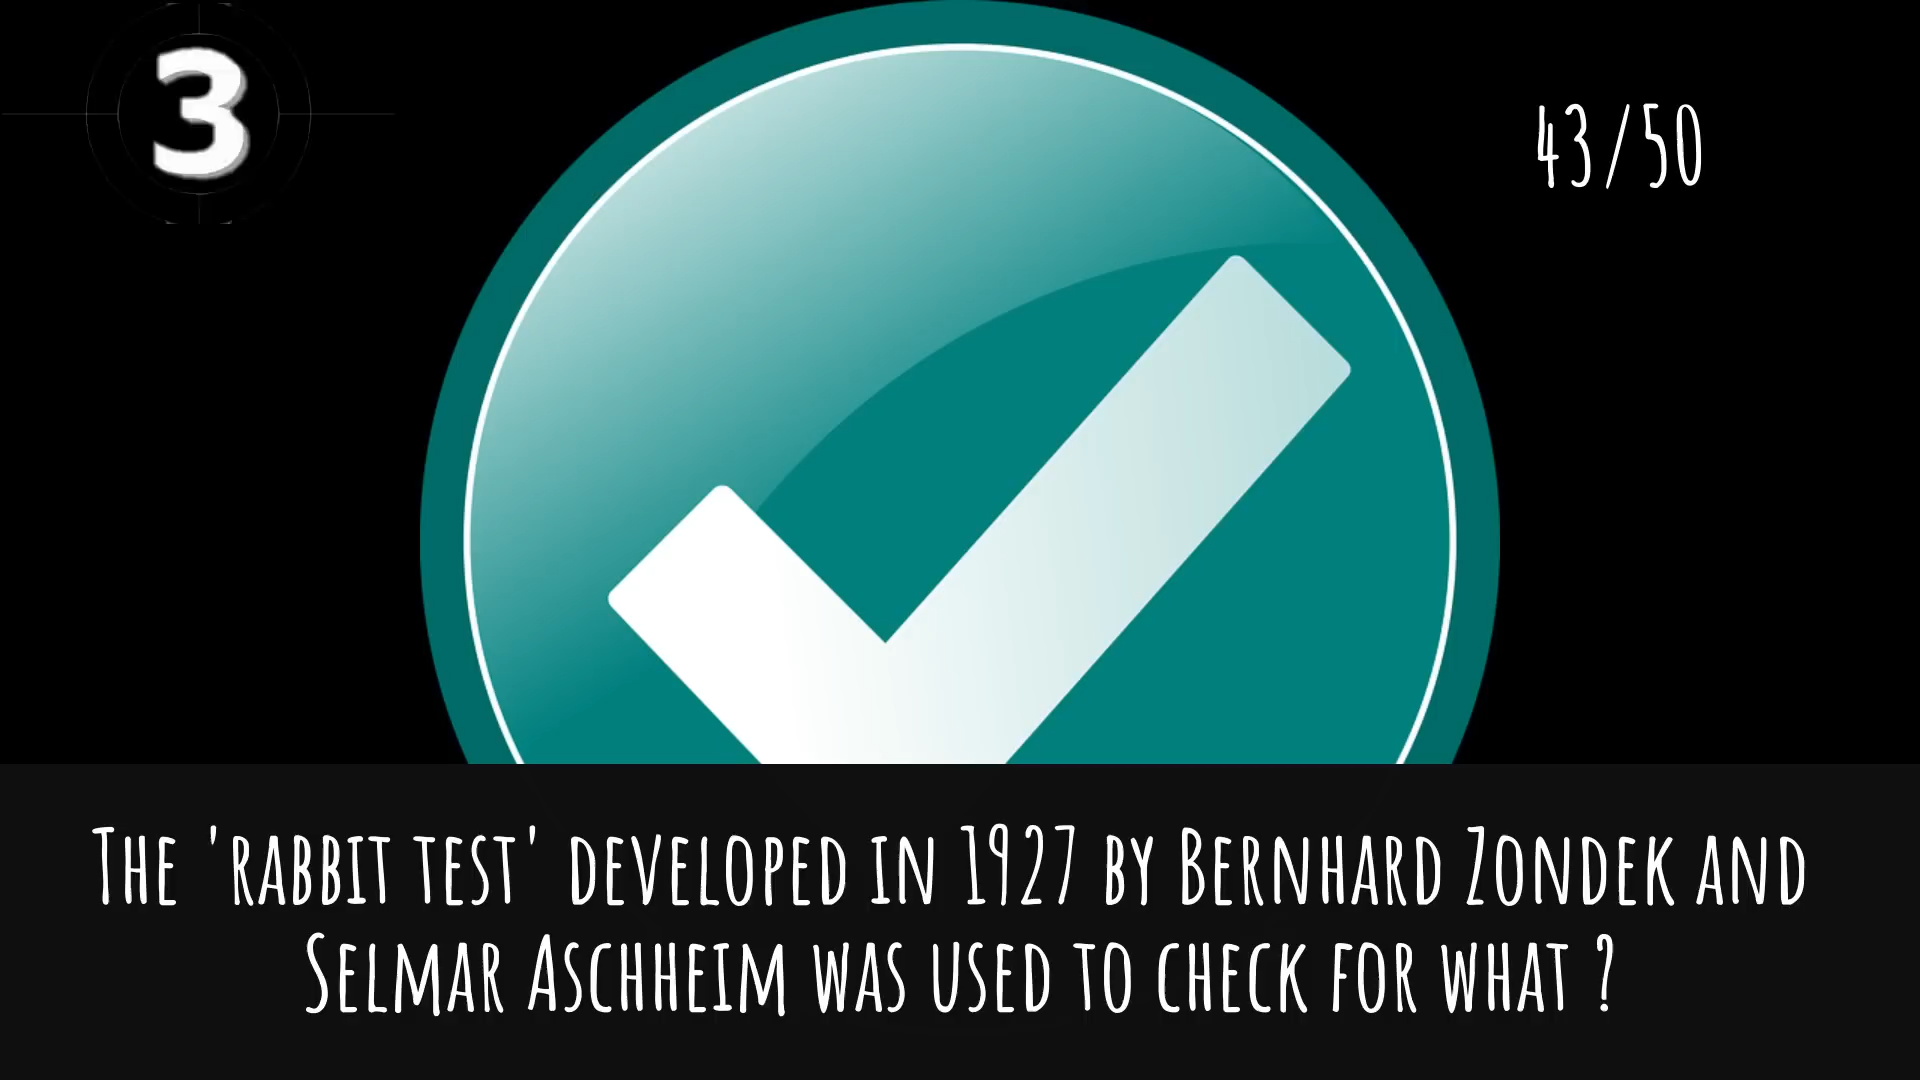 3
43/50
The 'rabbit test' developed in 1927 by Bernhard Zondek and
Selmar Aschheim was used to check for what ?